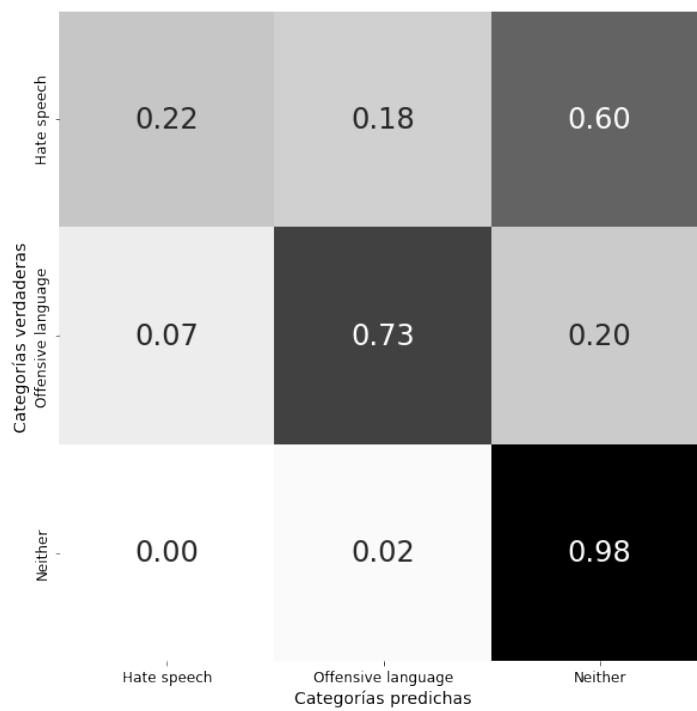 Categorías verdaderas
Hate speech
0.22 0.18 0.60
Offensive language
0.07 0.73 0.20
Neither
0.00 0.02 0.98
Hate speech Offensive language Neither
Categorías predichas